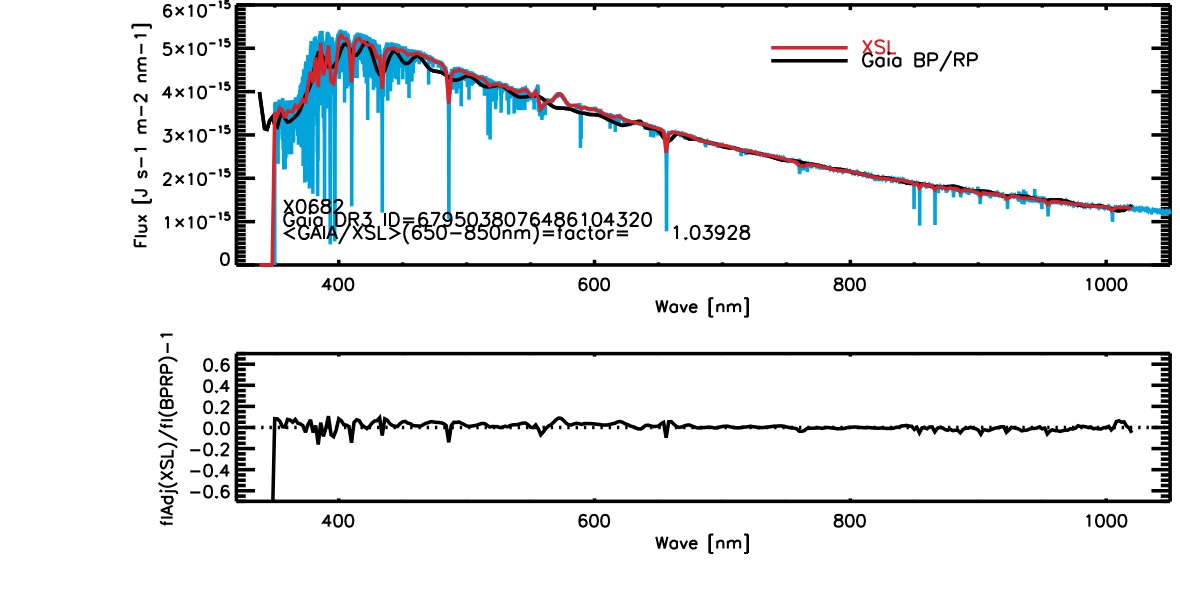 6×10−15
5×10−15
4×10−15
3×10−15
2×10−15
1×10−15
0
Flux [J s−1 m−2 nm−1]
XSL
Gaia BP/RP
X0682
Gaia DR3 ID=6795038076486104320
<GAIA/XSL>(650−850nm)=factor= 1.03928
400 600 800 1000
Wave [nm]
0.6
0.4
0.2
0.0
−0.2
−0.4
−0.6
flAdj(XSL)/fl(BPRP)−1
400 600 800 1000
Wave [nm]